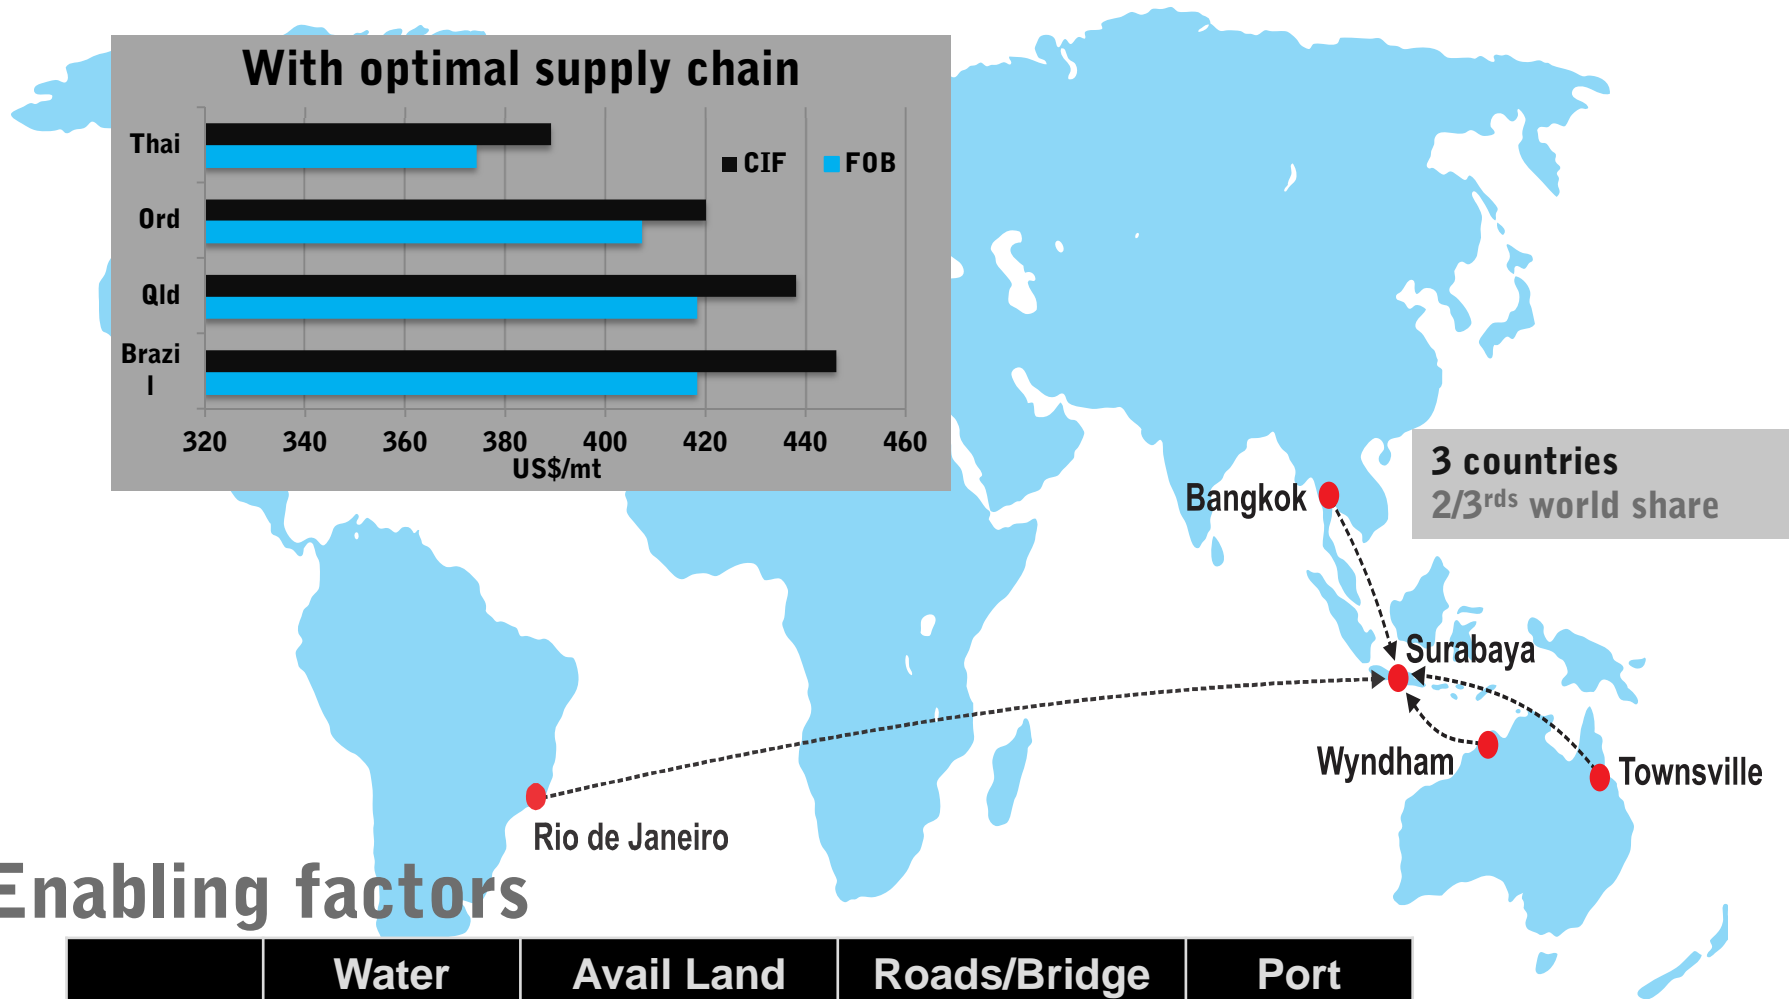 With optimal supply chain
Thai
CIF
FOB
Ord
Qld
Brazi
l
320 340 360 380 400 420 440 460
US$/mt
3 countries
2/3rds world share
Bangkok
Surabaya
Wyndham
Townsville
Rio de Janeiro
Enabling factors
Water Avail Land Roads/Bridge Port